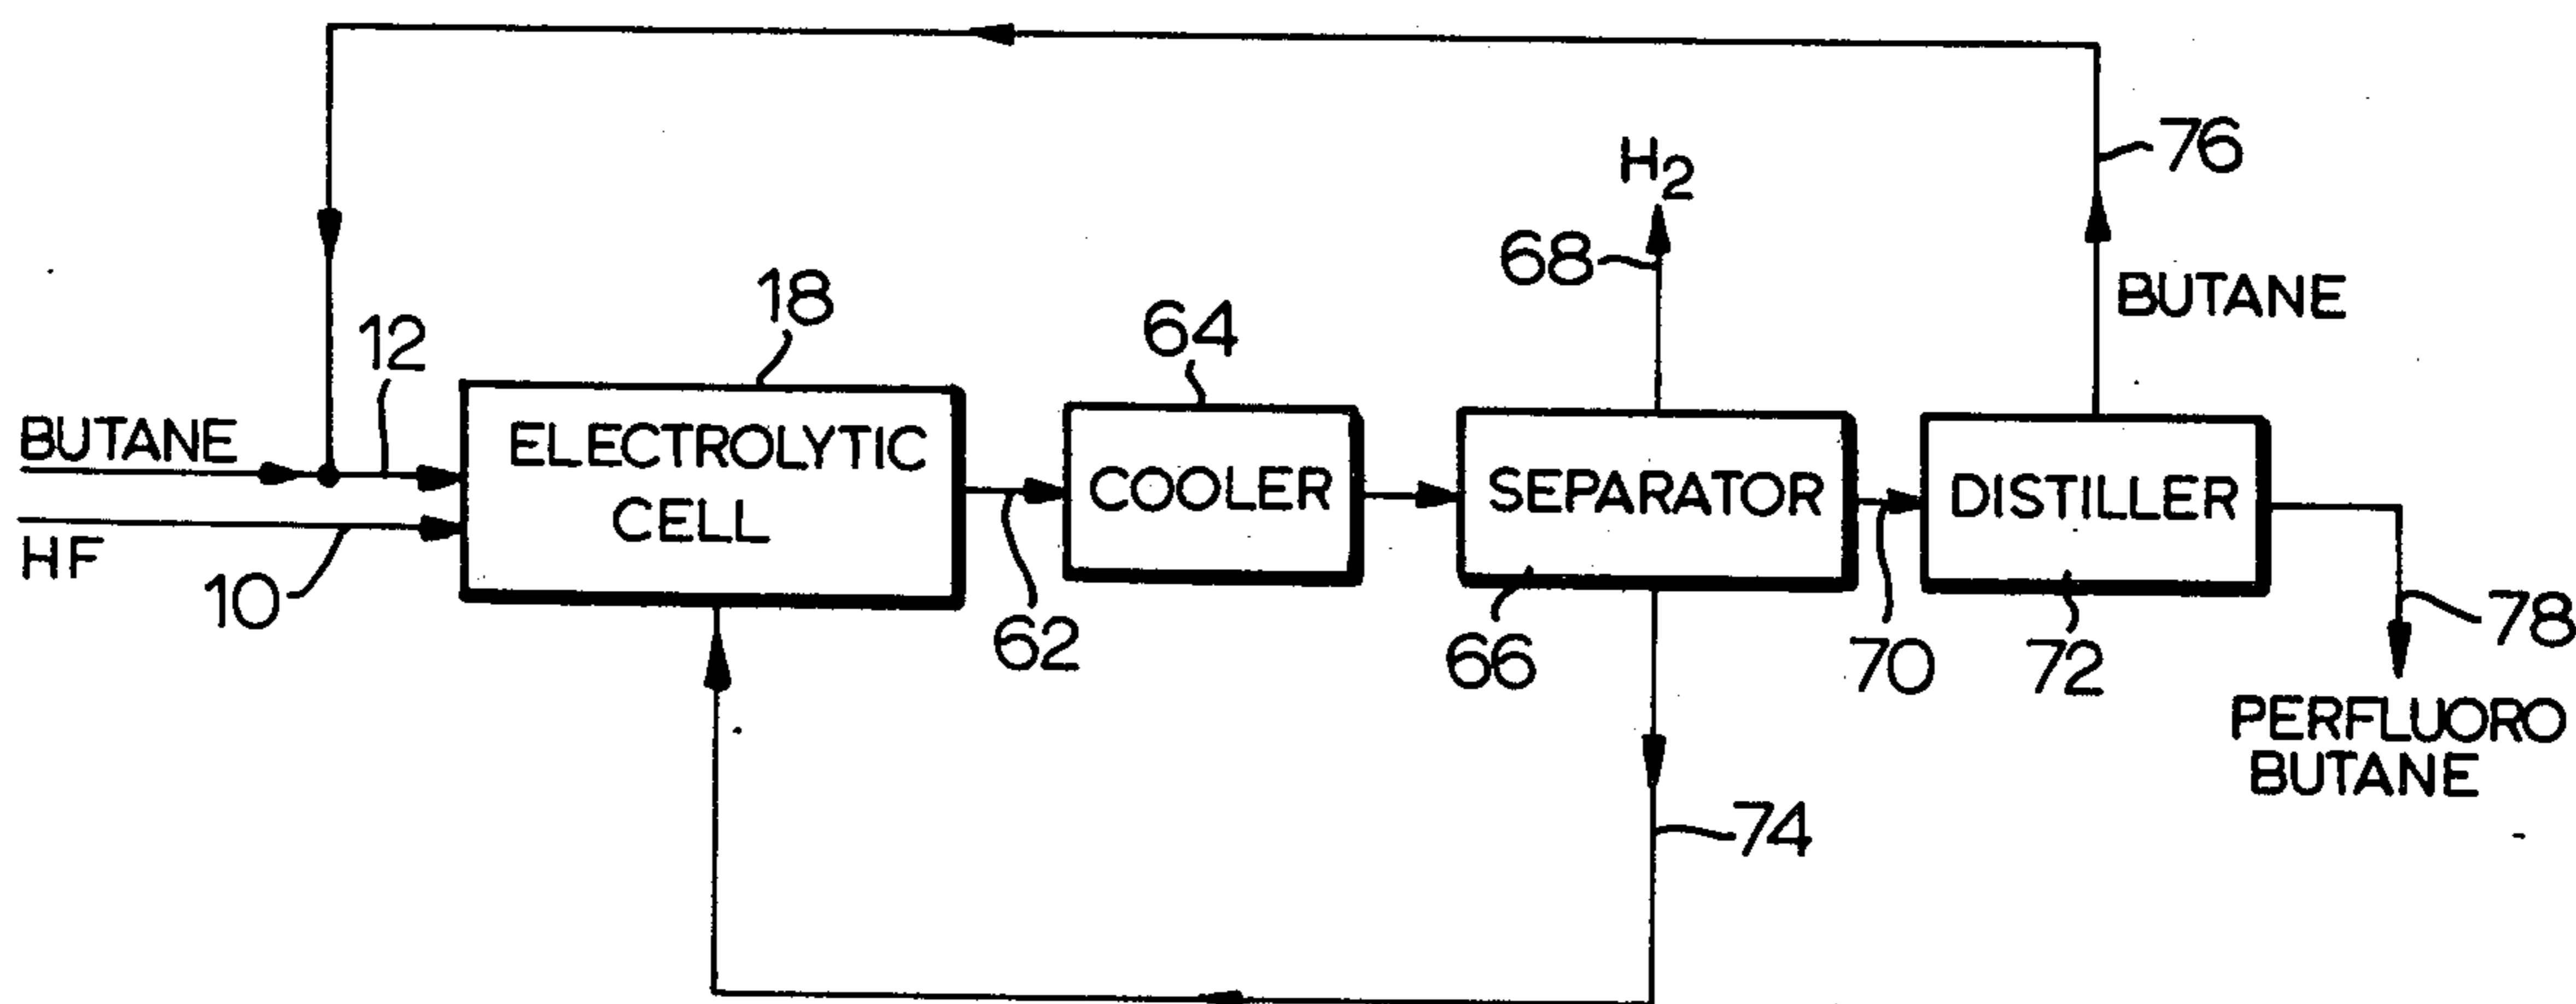 76
H2
68
BUTANE
18
64
12
BUTANE
ELECTROLYTIC
CELL
COOLER
SEPARATOR
DISTILLER
HF
10
62
66
70
72
78
PERFLUORO
BUTANE
74